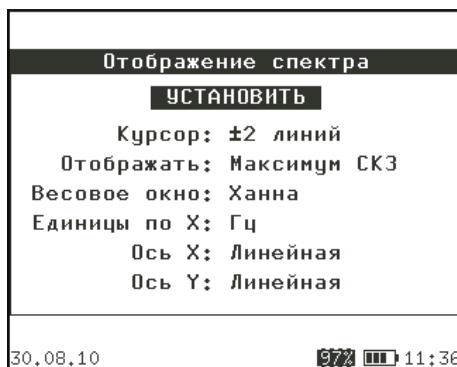 Отображение спектра
УСТАНОВИТЬ
Курсор: ±2 линий
Отображать: Максимум СКЗ
Весовое окно: Ханна
Единицы по X: Гц
Ось X: Линейная
Ось Y: Линейная
30.08.10 97% 11:36